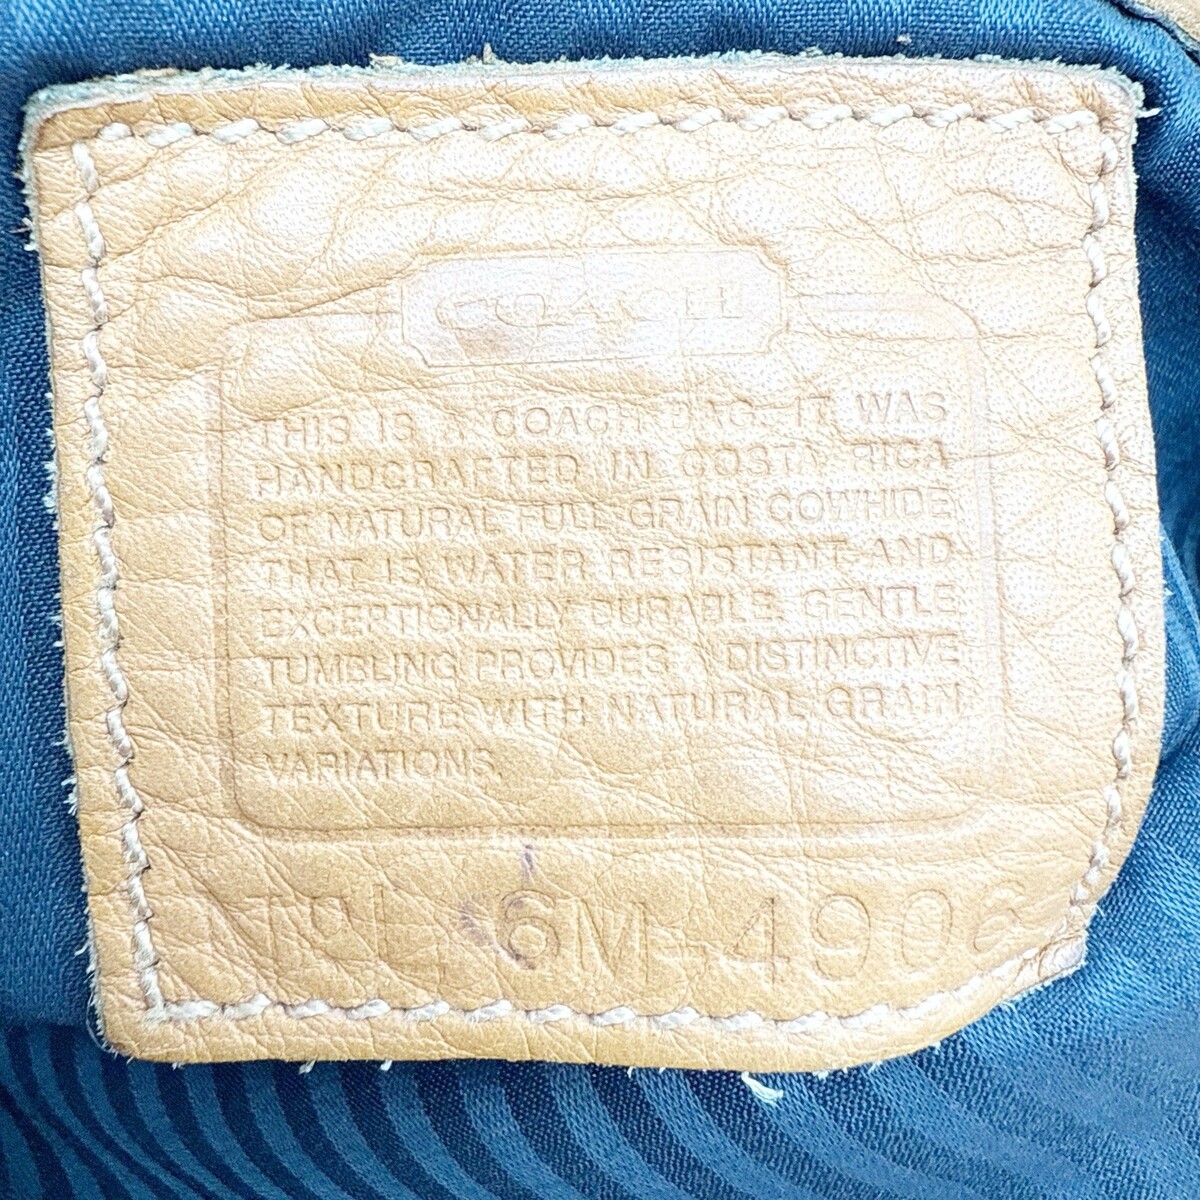 COACH
THIS IS A COACH BAG. IT WAS
HANDCRAFTED IN COSTA RICA
OF NATURAL FULL GRAIN COWHIDE
THAT IS WATER RESISTANT AND
EXCEPTIONALLY DURABLE. GENTLE
TUMBLING PROVIDES A DISTINCTIVE
TEXTURE WITH NATURAL GRAIN
VARIATIONS.
6M-4906